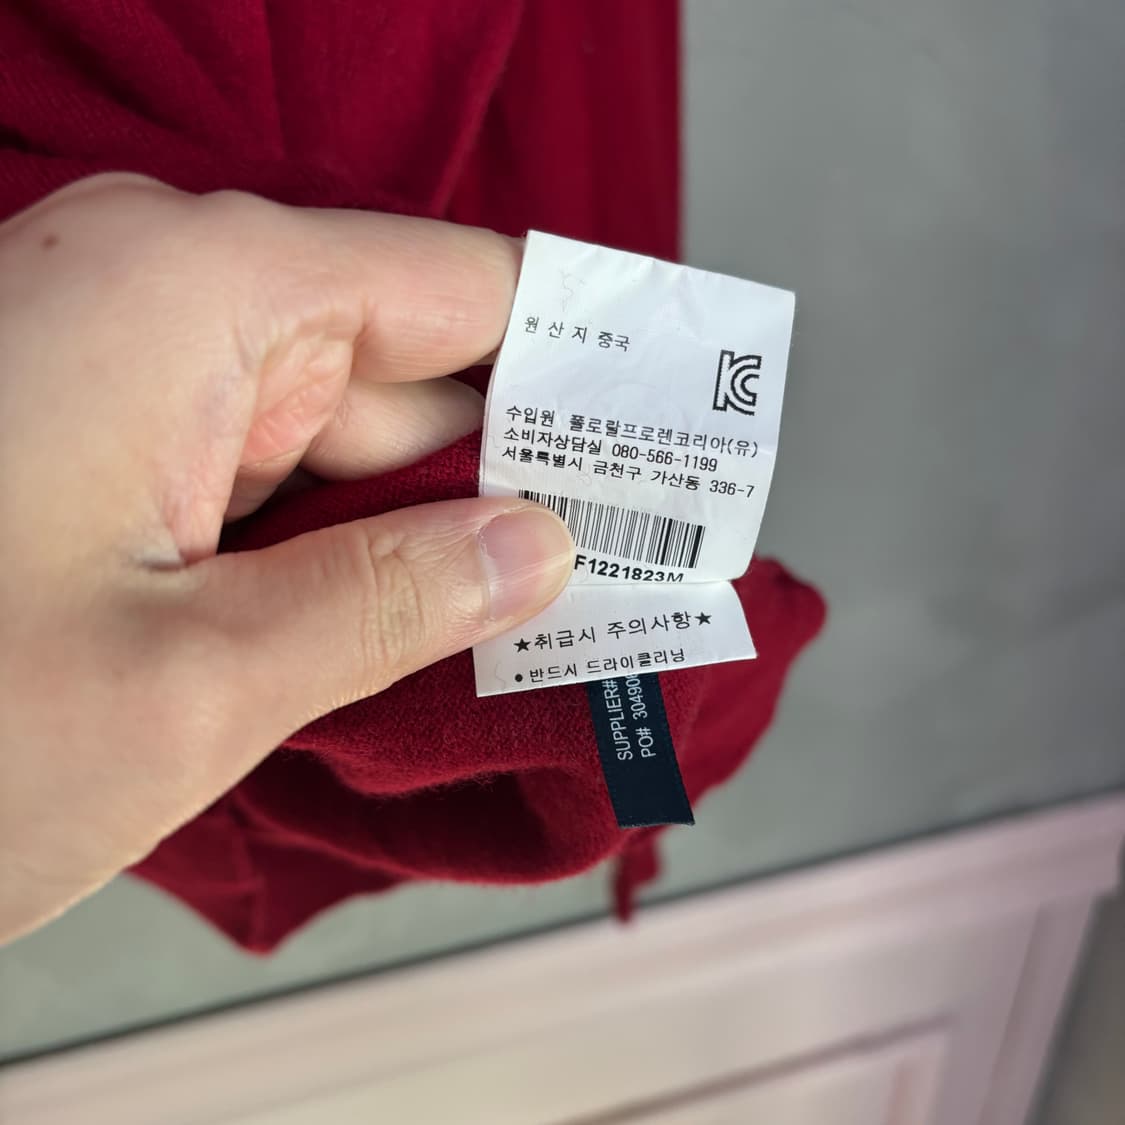 원 산 지 중국
KC
수입원 폴로랄프로렌코리아(유)
소비자상담실 080-566-1199
서울특별시 금천구 가산동 336-7
F1221823M
★취급시 주의사항★
● 반드시 드라이클리닝
SUPPLIER#
PO# 30490